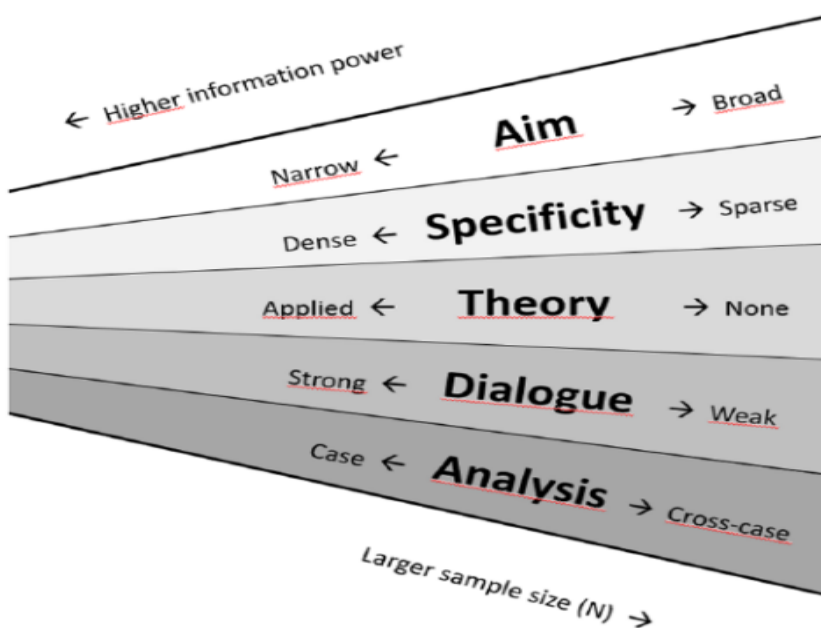 ← Higher information power
Narrow ← Aim → Broad
Dense ← Specificity → Sparse
Applied ← Theory → None
Strong ← Dialogue → Weak
Case ← Analysis → Cross-case
Larger sample size (N) →